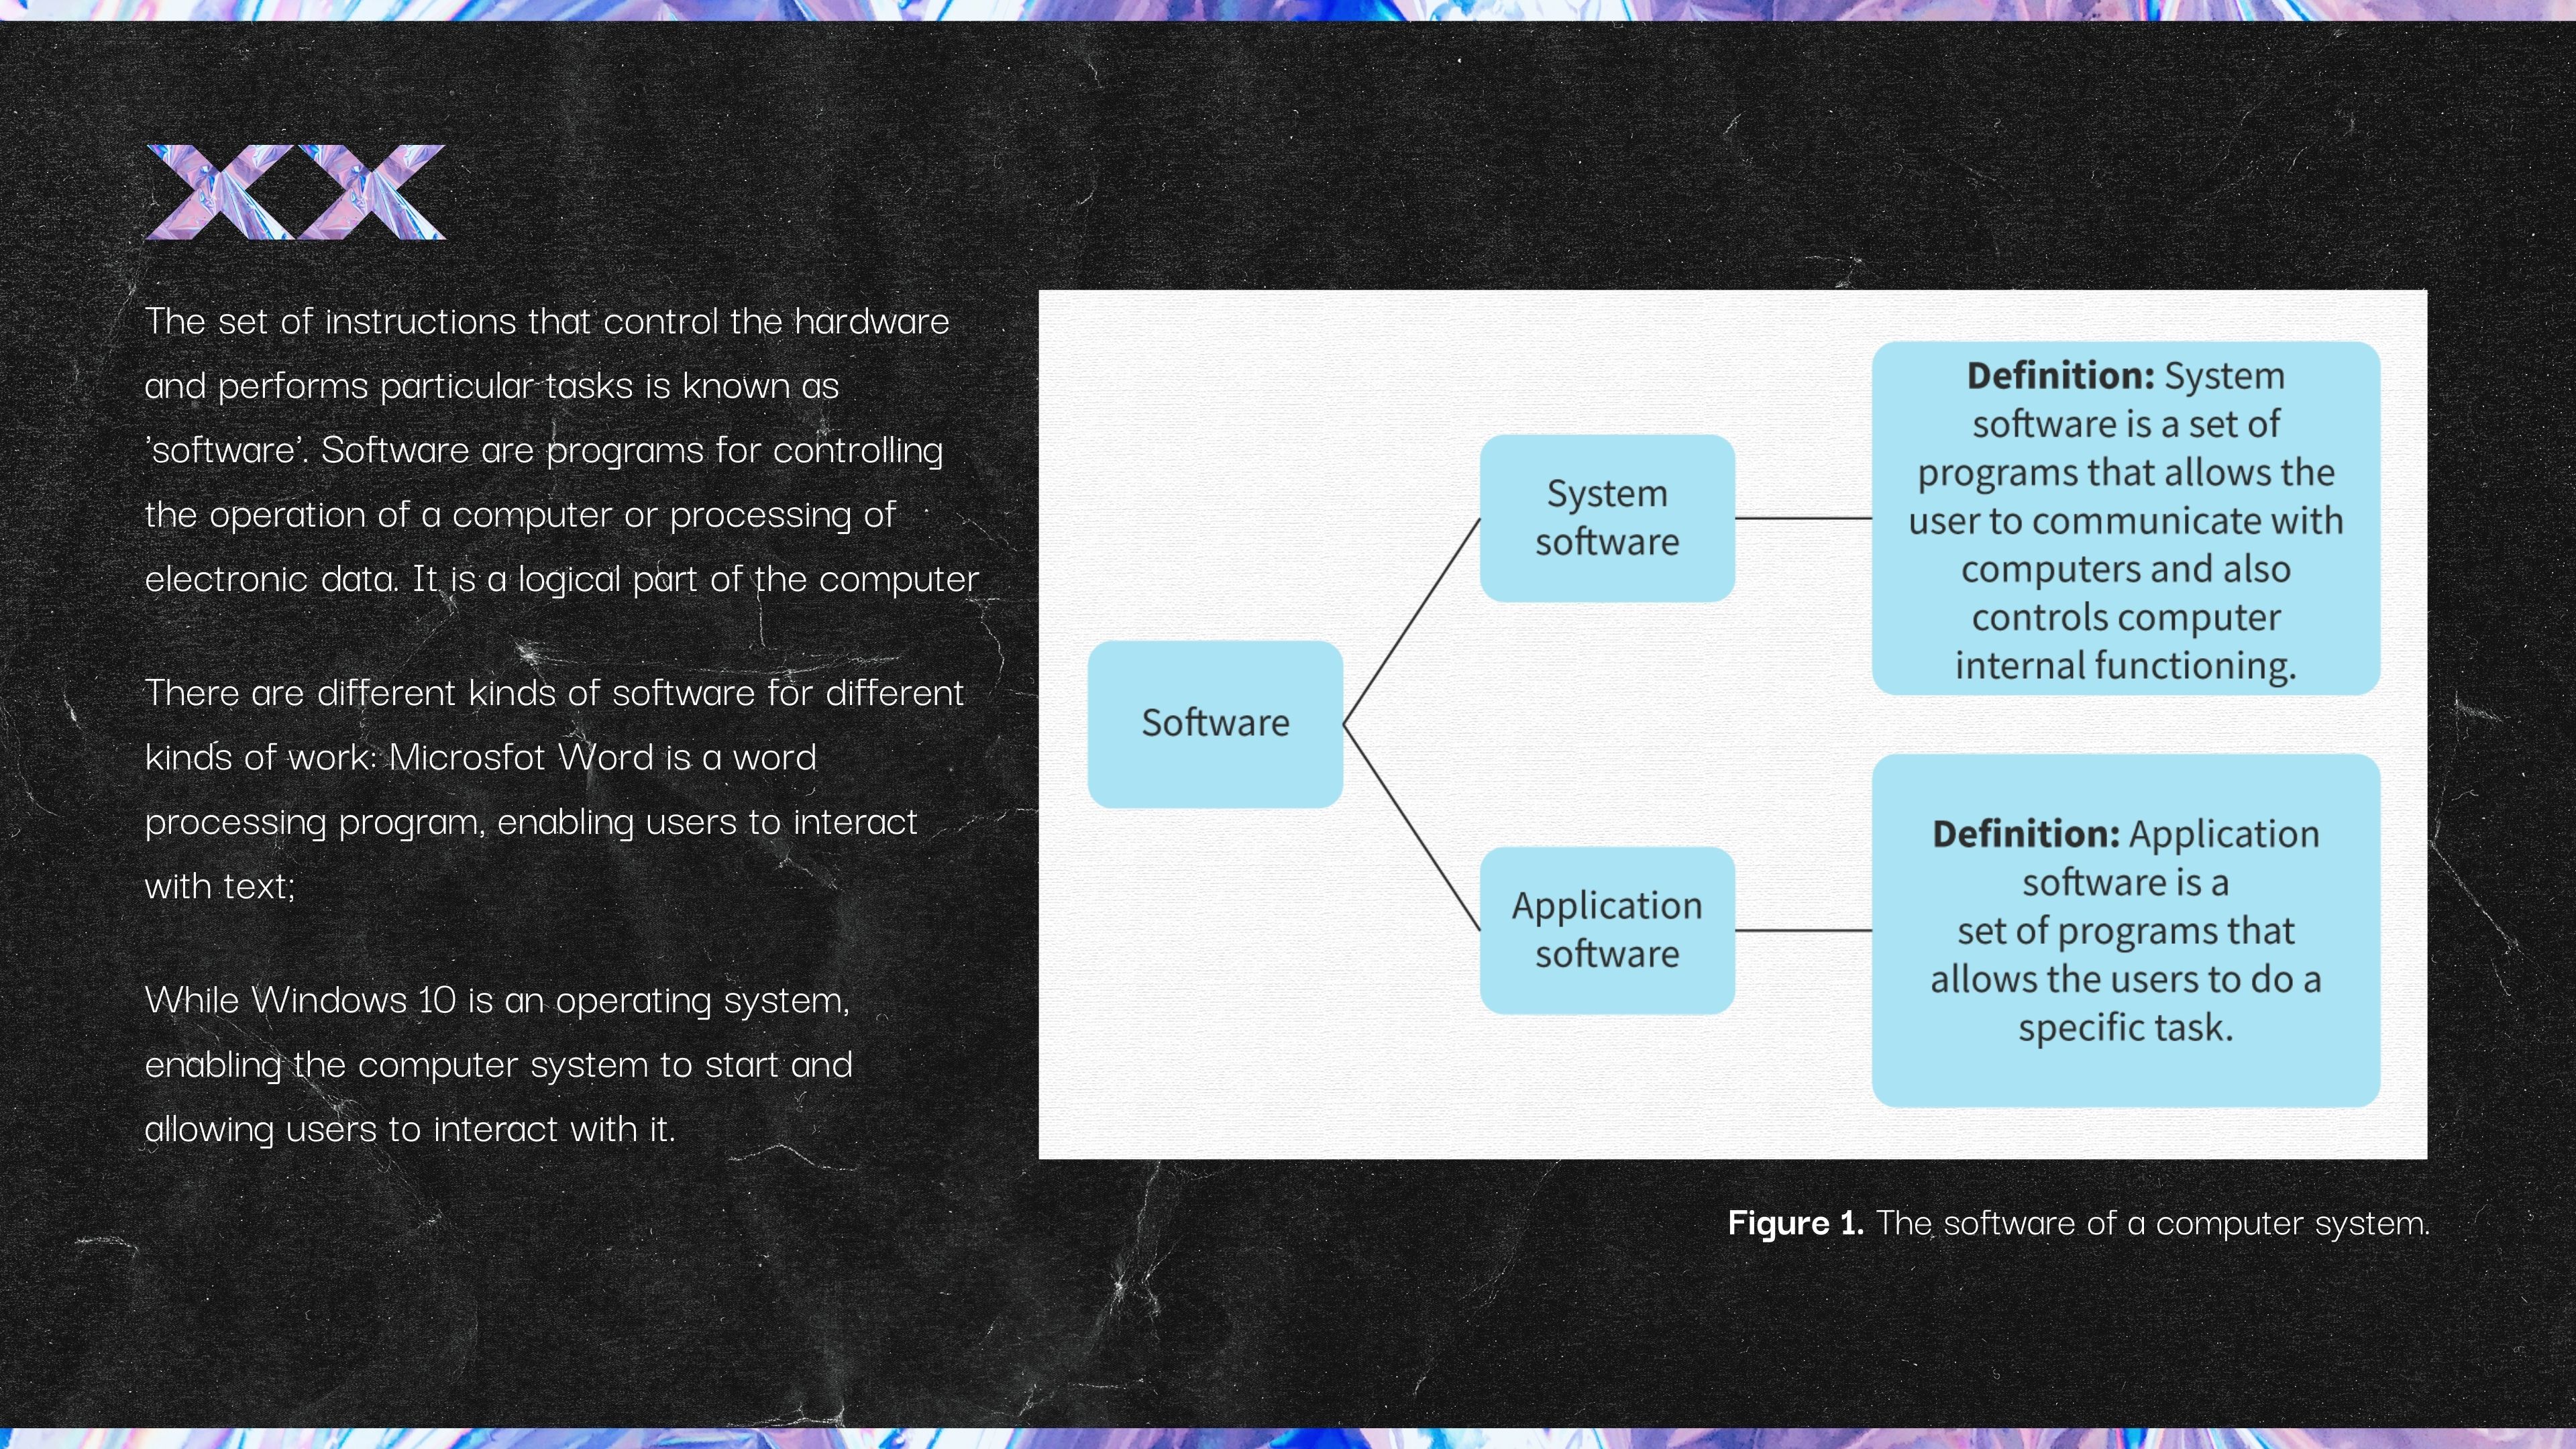 XX
The set of instructions that control the hardware
and performs particular tasks is known as
'software'. Software are programs for controlling
the operation of a computer or processing of
electronic data. It is a logical part of the computer
There are different kinds of software for different
kinds of work: Microsfot Word is a word
processing program, enabling users to interact
with text;
While Windows 10 is an operating system,
enabling the computer system to start and
allowing users to interact with it.
Software
System
software
Definition: System
software is a set of
programs that allows the
user to communicate with
computers and also
controls computer
internal functioning.
Application
software
Definition: Application
software is a
set of programs that
allows the users to do a
specific task.
Figure 1. The software of a computer system.